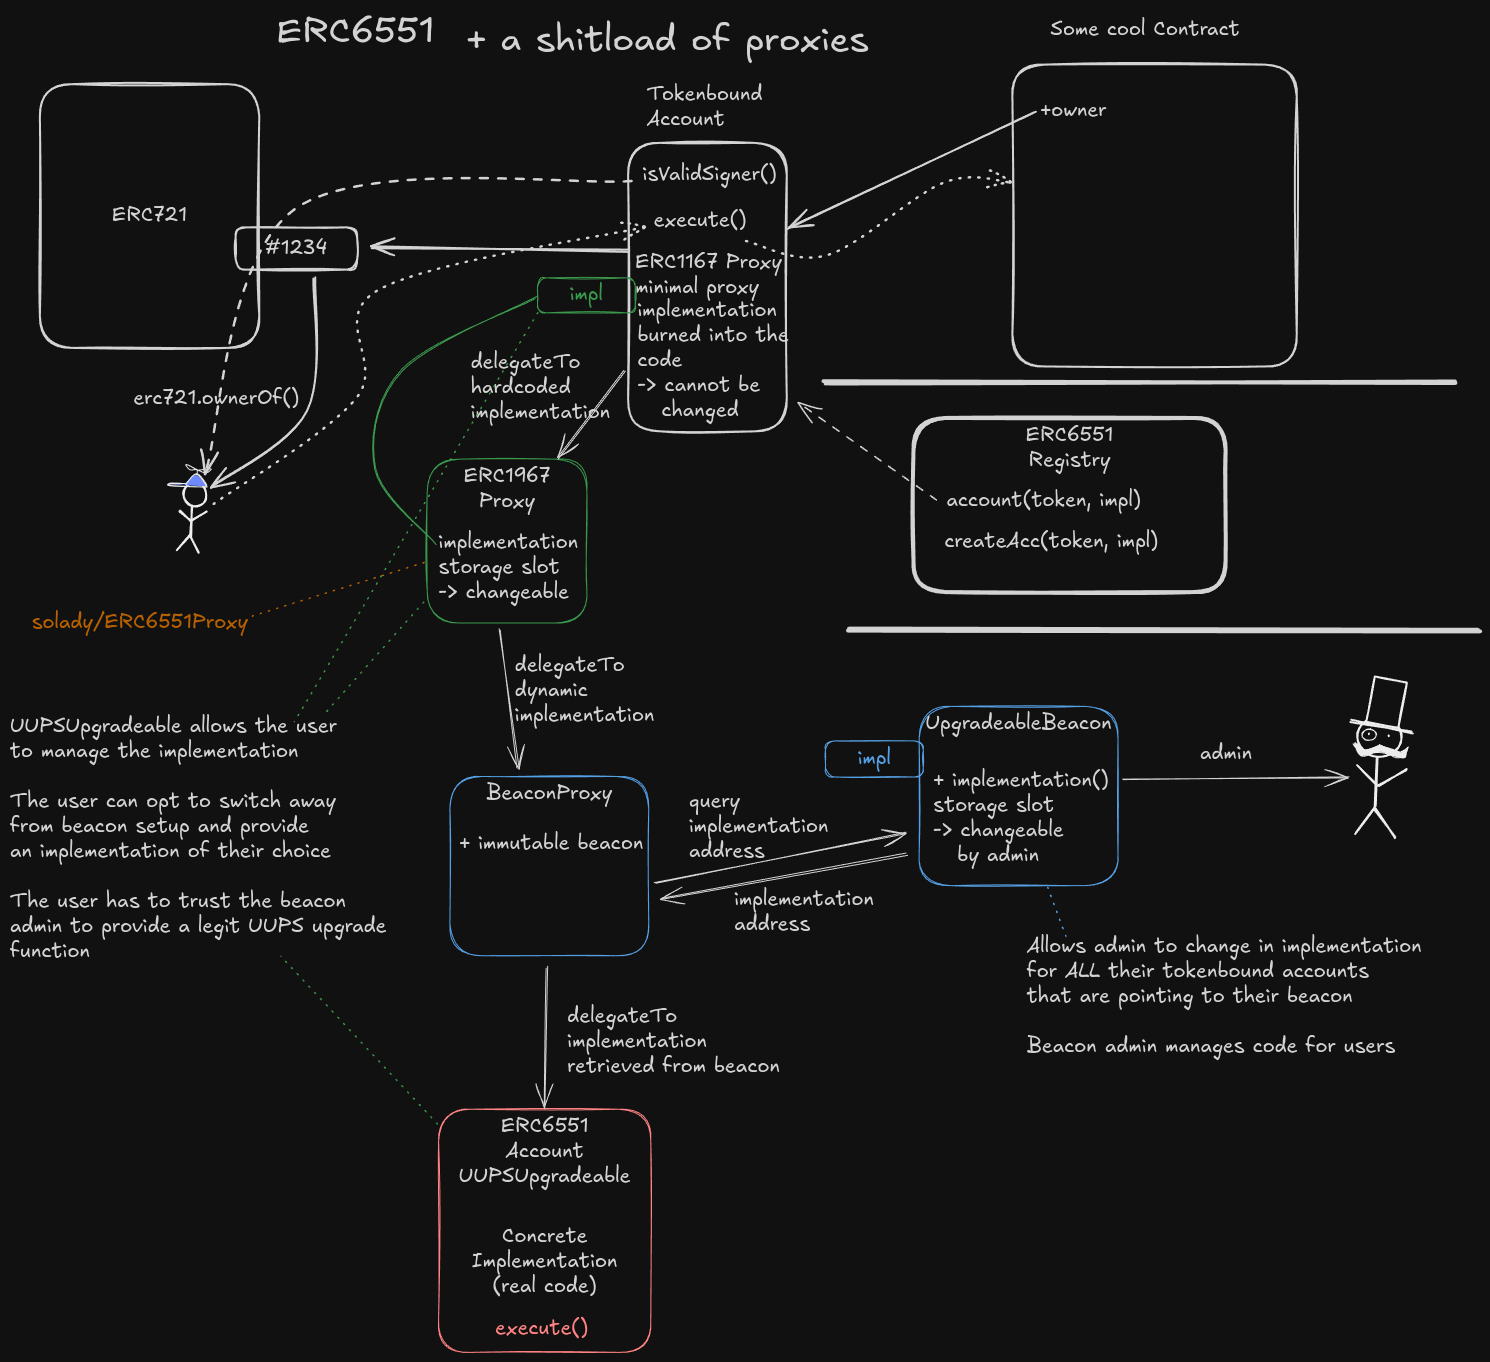 ERC6551 + a shitload of proxies
Some cool Contract
Tokenbound
Account
+owner
isValidSigner()
ERC721
execute()
#1234
ERC1167 Proxy
minimal proxy
implementation
burned into the
code
-> cannot be
changed
impl
delegateTo
hardcoded
implementation
erc721.ownerOf()
ERC6551
Registry
account(token, impl)
createAcc(token, impl)
ERC1967
Proxy
implementation
storage slot
-> changeable
solady/ERC6551Proxy
delegateTo
dynamic
implementation
UUPSUpgradeable allows the user
to manage the implementation
The user can opt to switch away
from beacon setup and provide
an implementation of their choice
The user has to trust the beacon
admin to provide a legit UUPS upgrade
function
BeaconProxy
+ immutable beacon
query
implementation
address
implementation
address
impl
UpgradeableBeacon
+ implementation()
storage slot
-> changeable
by admin
admin
Allows admin to change in implementation
for ALL their tokenbound accounts
that are pointing to their beacon
Beacon admin manages code for users
delegateTo
implementation
retrieved from beacon
ERC6551
Account
UUPSUpgradeable
Concrete
Implementation
(real code)
execute()